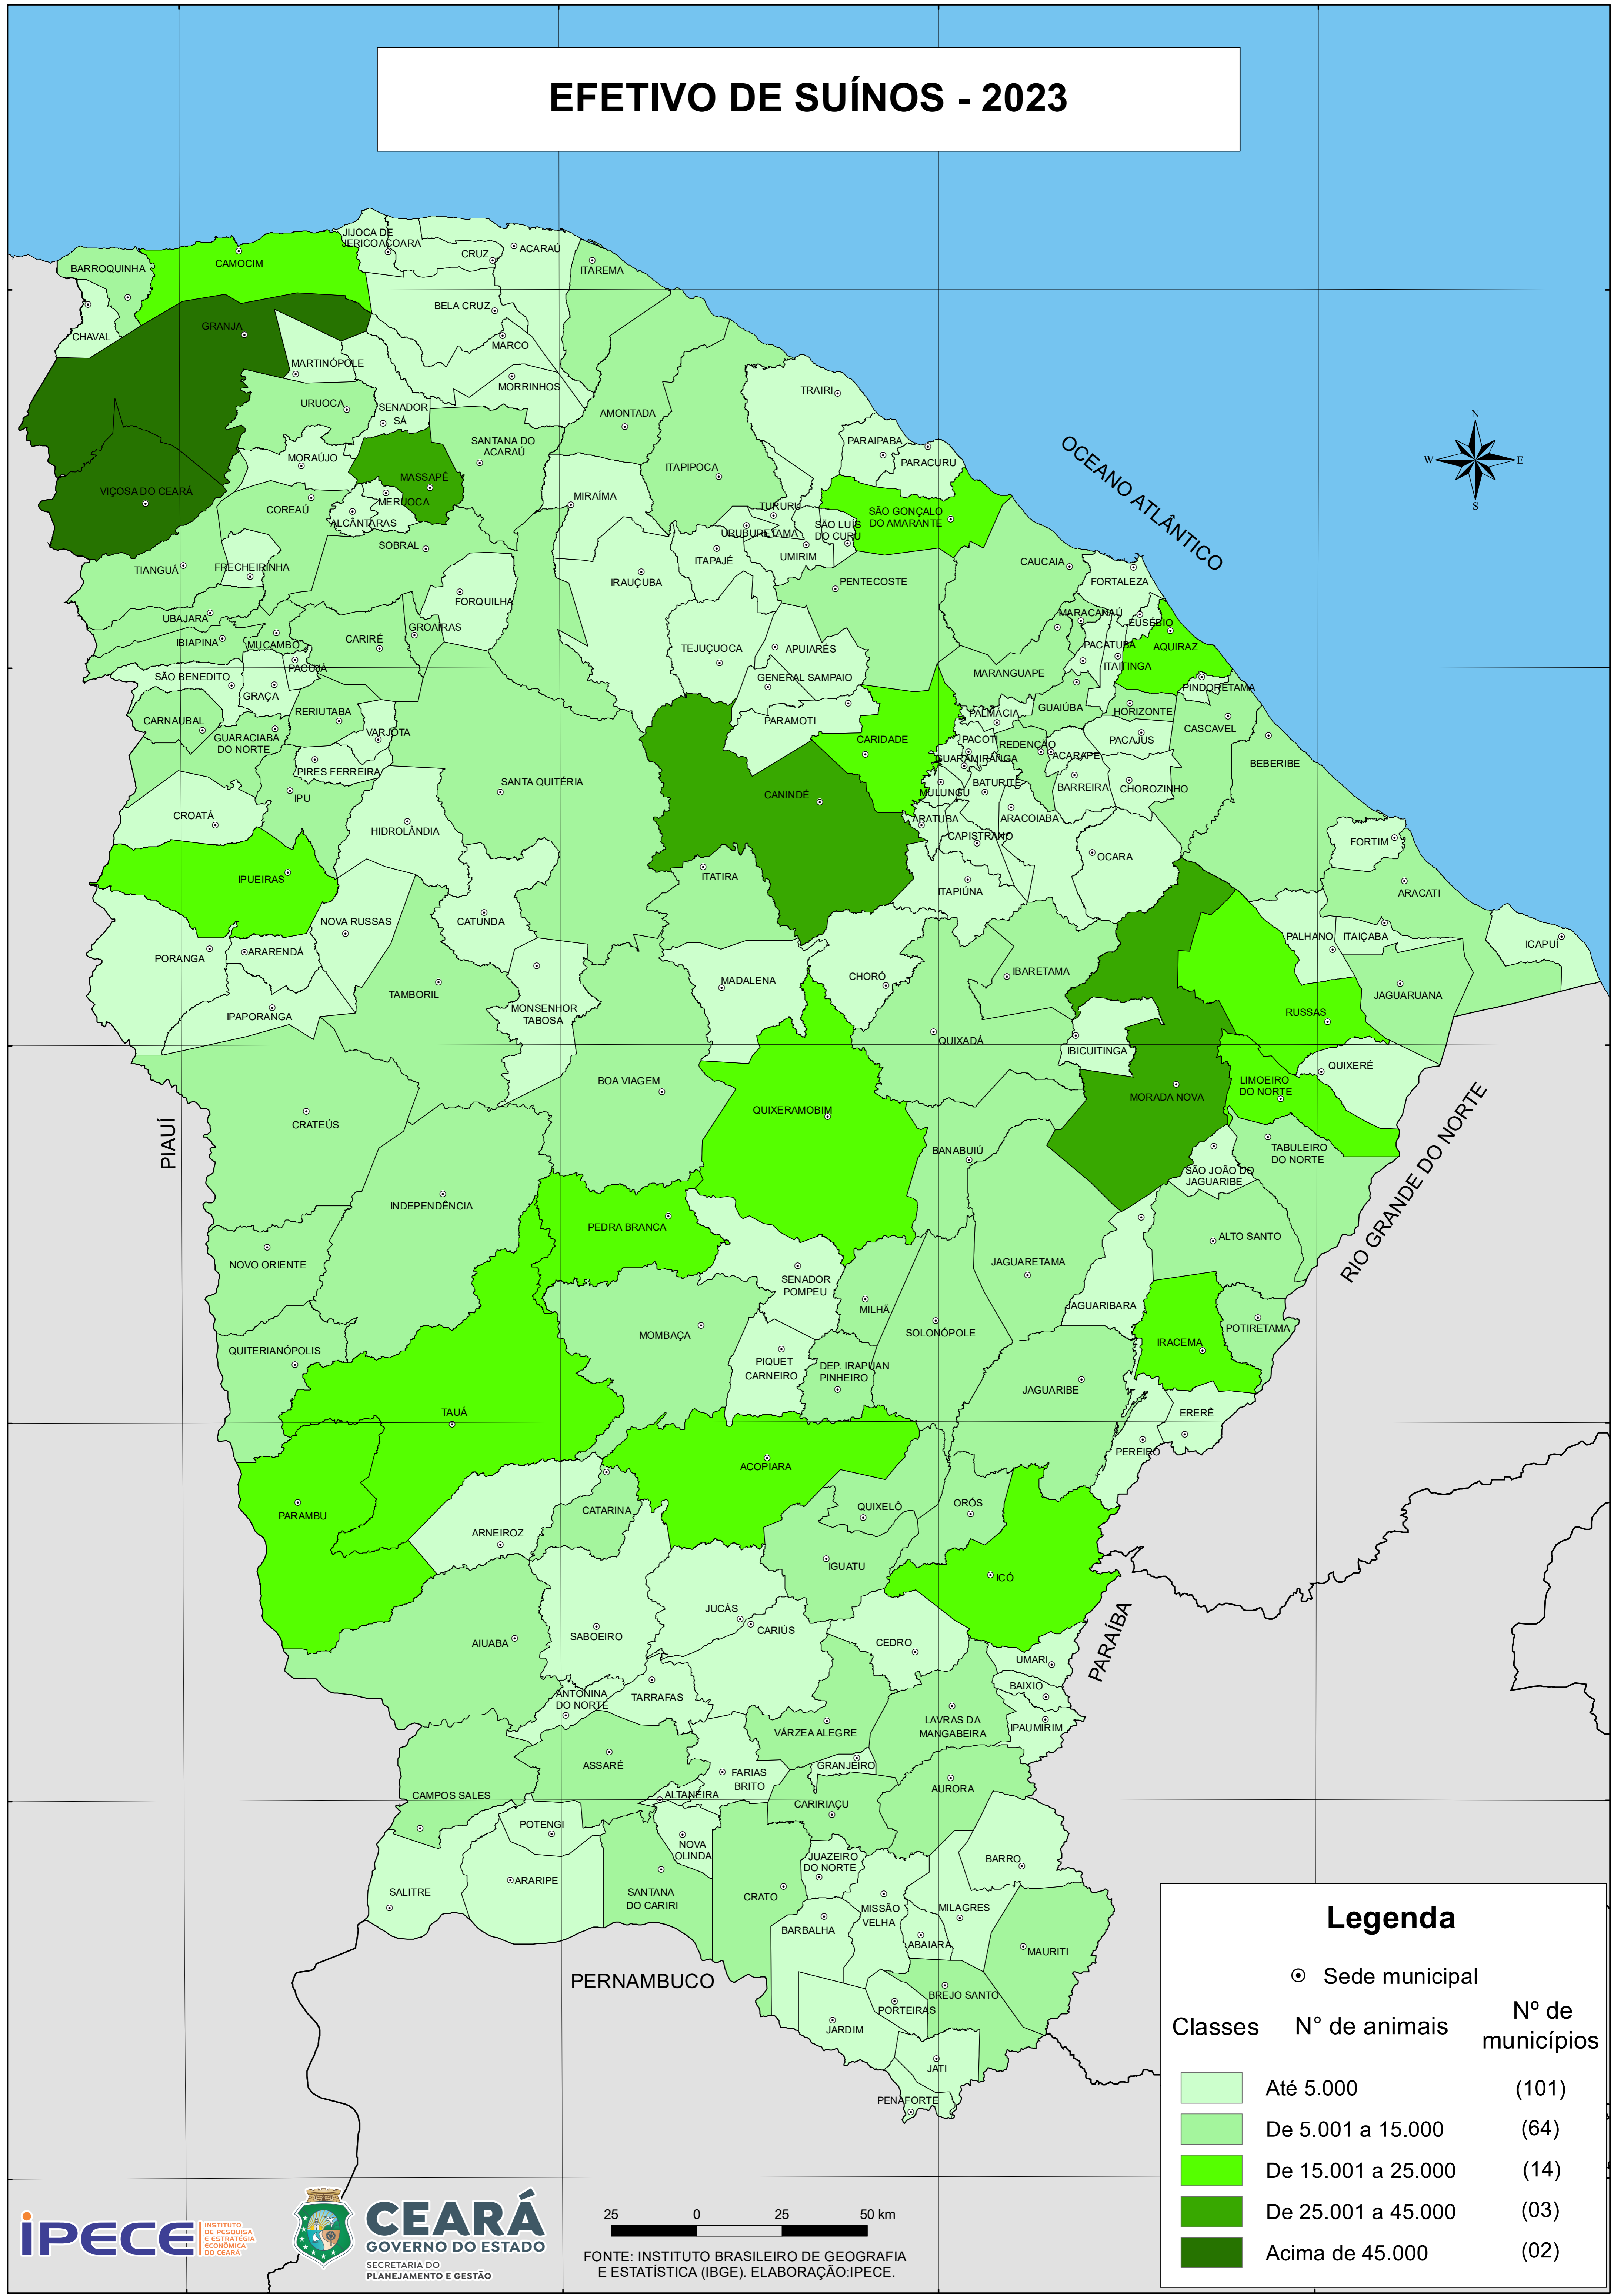 EFETIVO DE SUÍNOS - 2023
JIJOCA DE
JERICOACOARA
CRUZ
ACARAÚ
ITAREMA
BARROQUINHA
CAMOCIM
CHAVAL
GRANJA
BELA CRUZ
MARCO
MARTINÓPOLE
MORRINHOS
URUOCA
SENADOR
SÁ
AMONTADA
TRAIRI
N
W
E
S
SANTANA DO
ACARAÚ
MORAÚJO
MASSAPÊ
ITAPIPOCA
PARAIPABA
PARACURU
OCEANO ATLÂNTICO
VIÇOSA DO CEARÁ
MERUOCA
MIRAÍMA
COREAÚ
ALCÂNTARAS
TURURU
SÃO GONÇALO
DO AMARANTE
SÃO LUÍS
DO CURU
URUBURETAMA
SOBRAL
UMIRIM
TIANGUÁ
FRECHEIRINHA
ITAPAJÉ
CAUCAIA
FORTALEZA
IRAUÇUBA
PENTECOSTE
FORQUILHA
UBAJARA
MARACANAÚ
EUSÉBIO
IBIAPINA
MUCAMBO
CARIRÉ
GROAÍRAS
TEJUÇUOCA
APUIARÉS
PACATUBA
AQUIRAZ
PACUJÁ
ITAITINGA
SÃO BENEDITO
GENERAL SAMPAIO
MARANGUAPE
PINDORETAMA
GRAÇA
CARNAUBAL
RERIUTABA
PARAMOTI
PALMÁCIA
GUAIÚBA
HORIZONTE
CASCAVEL
GUARACIABA
DO NORTE
VARJOTA
CARIDADE
PACOTI
REDENÇÃO
PACAJUS
PIRES FERREIRA
GUARAMIRANGA
ACARAPE
BEBERIBE
IPU
SANTA QUITÉRIA
CANINDÉ
MULUNGU
BATURITÉ
BARREIRA
CHOROZINHO
CROATÁ
HIDROLÂNDIA
ARATUBA
ARACOIABA
CAPISTRANO
FORTIM
OCARA
IPUEIRAS
ITATIRA
ITAPIÚNA
ARACATI
NOVA RUSSAS
CATUNDA
PORANGA
ARARENDÁ
PALHANO
ITAIÇABA
ICAPUÍ
MADALENA
CHORÓ
IBARETAMA
TAMBORIL
JAGUARUANA
IPAPORANGA
MONSENHOR
TABOSA
RUSSAS
QUIXADÁ
IBICUITINGA
QUIXERÉ
BOA VIAGEM
LIMOEIRO
DO NORTE
MORADA NOVA
QUIXERAMOBIM
CRATEÚS
PIAUÍ
BANABUIÚ
TABULEIRO
DO NORTE
SÃO JOÃO DO
JAGUARIBE
RIO GRANDE DO NORTE
INDEPENDÊNCIA
PEDRA BRANCA
ALTO SANTO
NOVO ORIENTE
JAGUARETAMA
SENADOR
POMPEU
MILHÃ
JAGUARIBARA
MOMBAÇA
SOLONÓPOLE
POTIRETAMA
IRACEMA
QUITERIANÓPOLIS
PIQUET
CARNEIRO
DEP. IRAPUAN
PINHEIRO
JAGUARIBE
TAUÁ
ERERÊ
PEREIRO
ACOPIARA
CATARINA
QUIXELÔ
ORÓS
PARAMBU
ARNEIROZ
IGUATU
ICÓ
JUCÁS
CARIÚS
SABOEIRO
AIUABA
CEDRO
PARAÍBA
UMARI
BAIXIO
ANTONINA
DO NORTE
TARRAFAS
LAVRAS DA
MANGABEIRA
IPAUMIRIM
VÁRZEA ALEGRE
ASSARÉ
GRANJEIRO
FARIAS
BRITO
AURORA
CAMPOS SALES
ALTANEIRA
CARIRIAÇU
POTENGI
NOVA
OLINDA
JUAZEIRO
DO NORTE
BARRO
ARARIPE
SALITRE
SANTANA
DO CARIRI
CRATO
MISSÃO
VELHA
MILAGRES
BARBALHA
ABAIARA
MAURITI
PERNAMBUCO
BREJO SANTO
PORTEIRAS
JARDIM
JATI
PENAFORTE
Legenda
Sede municipal
Classes
N° de animais
Nº de
municípios
Até 5.000
(101)
De 5.001 a 15.000
(64)
De 15.001 a 25.000
(14)
De 25.001 a 45.000
(03)
Acima de 45.000
(02)
iPECE
INSTITUTO
DE PESQUISA
E ESTRATÉGIA
ECONÔMICA
DO CEARÁ
CEARÁ
GOVERNO DO ESTADO
SECRETARIA DO
PLANEJAMENTO E GESTÃO
25 0 25 50 km
FONTE: INSTITUTO BRASILEIRO DE GEOGRAFIA
E ESTATÍSTICA (IBGE). ELABORAÇÃO:IPECE.